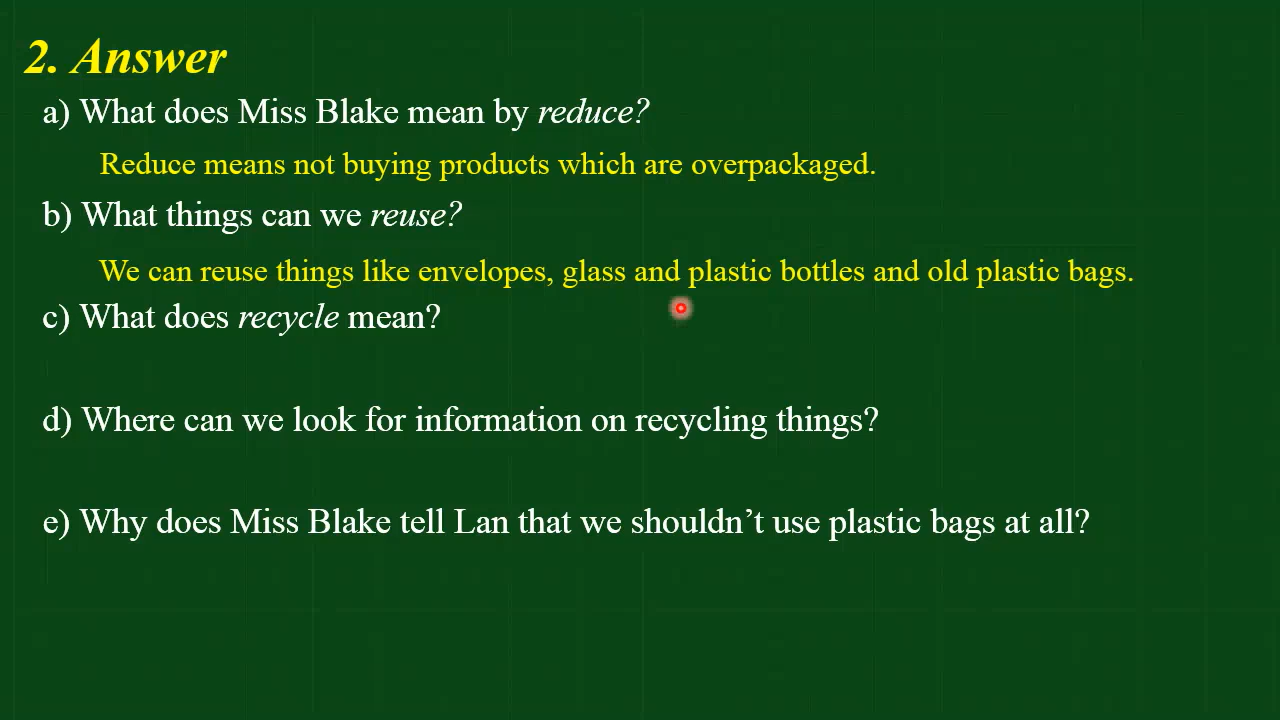 2. Answer
a) What does Miss Blake mean by reduce?
Reduce means not buying products which are overpackaged.
b) What things can we reuse?
We can reuse things like envelopes, glass and plastic bottles and old plastic bags.
c) What does recycle mean?
d) Where can we look for information on recycling things?
e) Why does Miss Blake tell Lan that we shouldn’t use plastic bags at all?